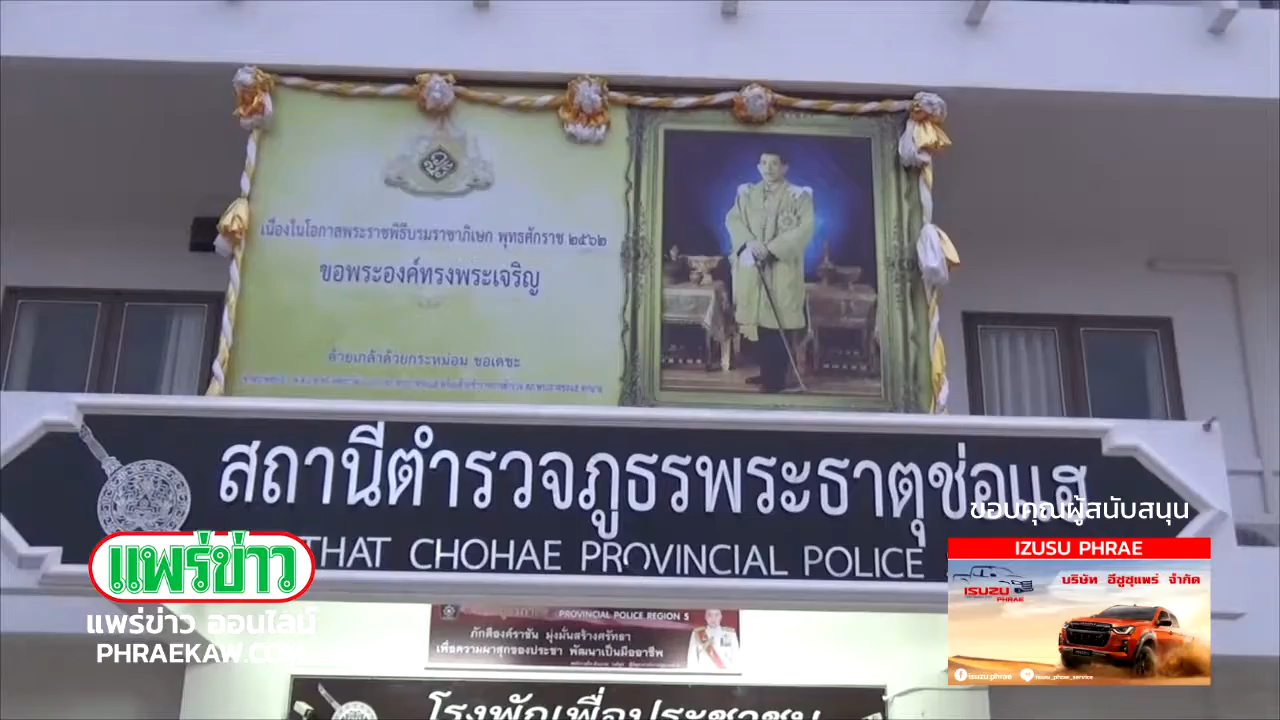 เนื่องในโอกาสพระราชพิธีบรมราชาภิเษก พุทธศักราช ๒๕๖๒
ขอพระองค์ทรงพระเจริญ
ด้วยเกล้าด้วยกระหม่อม ขอเดชะ
สถานีตำรวจภูธรพระธาตุช่อแฮ
THAT CHOHAE PROVINCIAL POLICE
ขอบคุณผู้สนับสนุน
IZUSU PHRAE
บริษัท อีซูซุแพร่ จำกัด
ISUZU
PHRAE
isuzu.phrae
isuzu_phrae_service
แพร่ข่าว
แพร่ข่าว ออนไลน์
PHRAEKAW.COM
PROVINCIAL POLICE REGION 5
ภักดีองค์ราชัน มุ่งมั่นสร้างศรัทธา
เพื่อความผาสุกของประชา พัฒนาเป็นมืออาชีพ
โรงพักเพื่อประชาชน